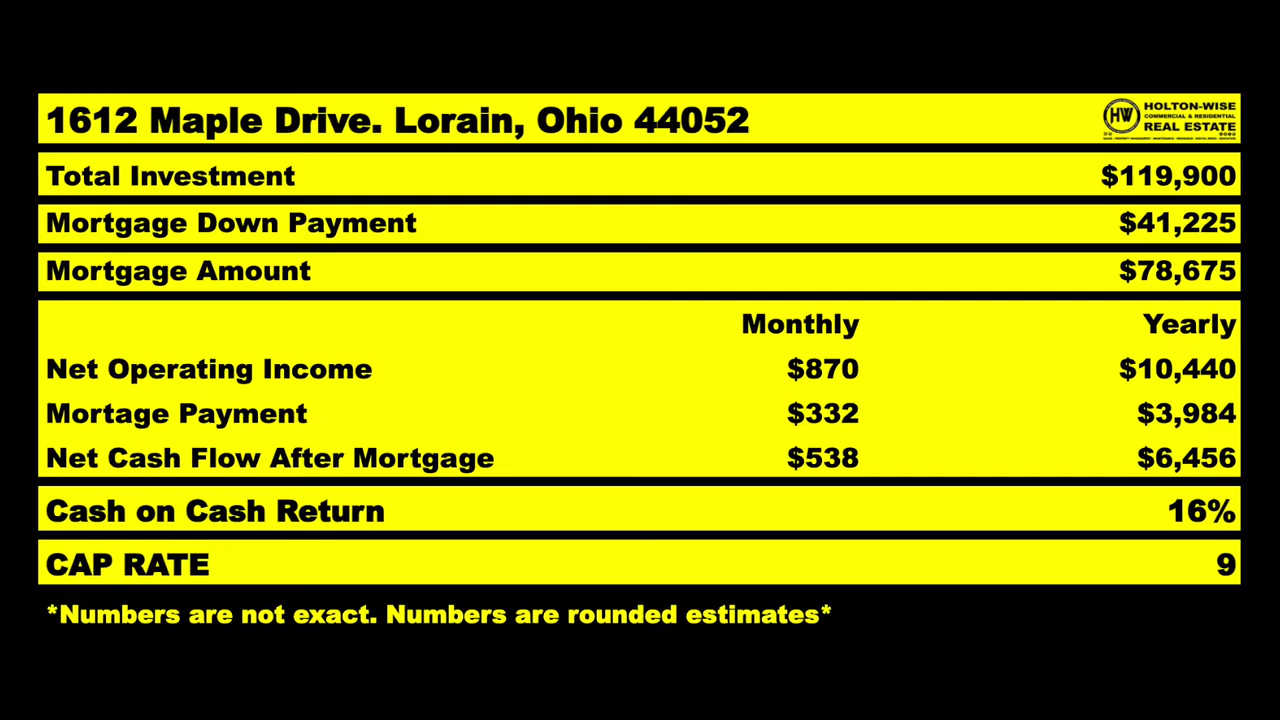 1612 Maple Drive. Lorain, Ohio 44052
HW
HOLTON-WISE
COMMERCIAL & RESIDENTIAL
REAL ESTATE
Total Investment $119,900
Mortgage Down Payment $41,225
Mortgage Amount $78,675
Monthly Yearly
Net Operating Income $870 $10,440
Mortage Payment $332 $3,984
Net Cash Flow After Mortgage $538 $6,456
Cash on Cash Return 16%
CAP RATE 9
*Numbers are not exact. Numbers are rounded estimates*